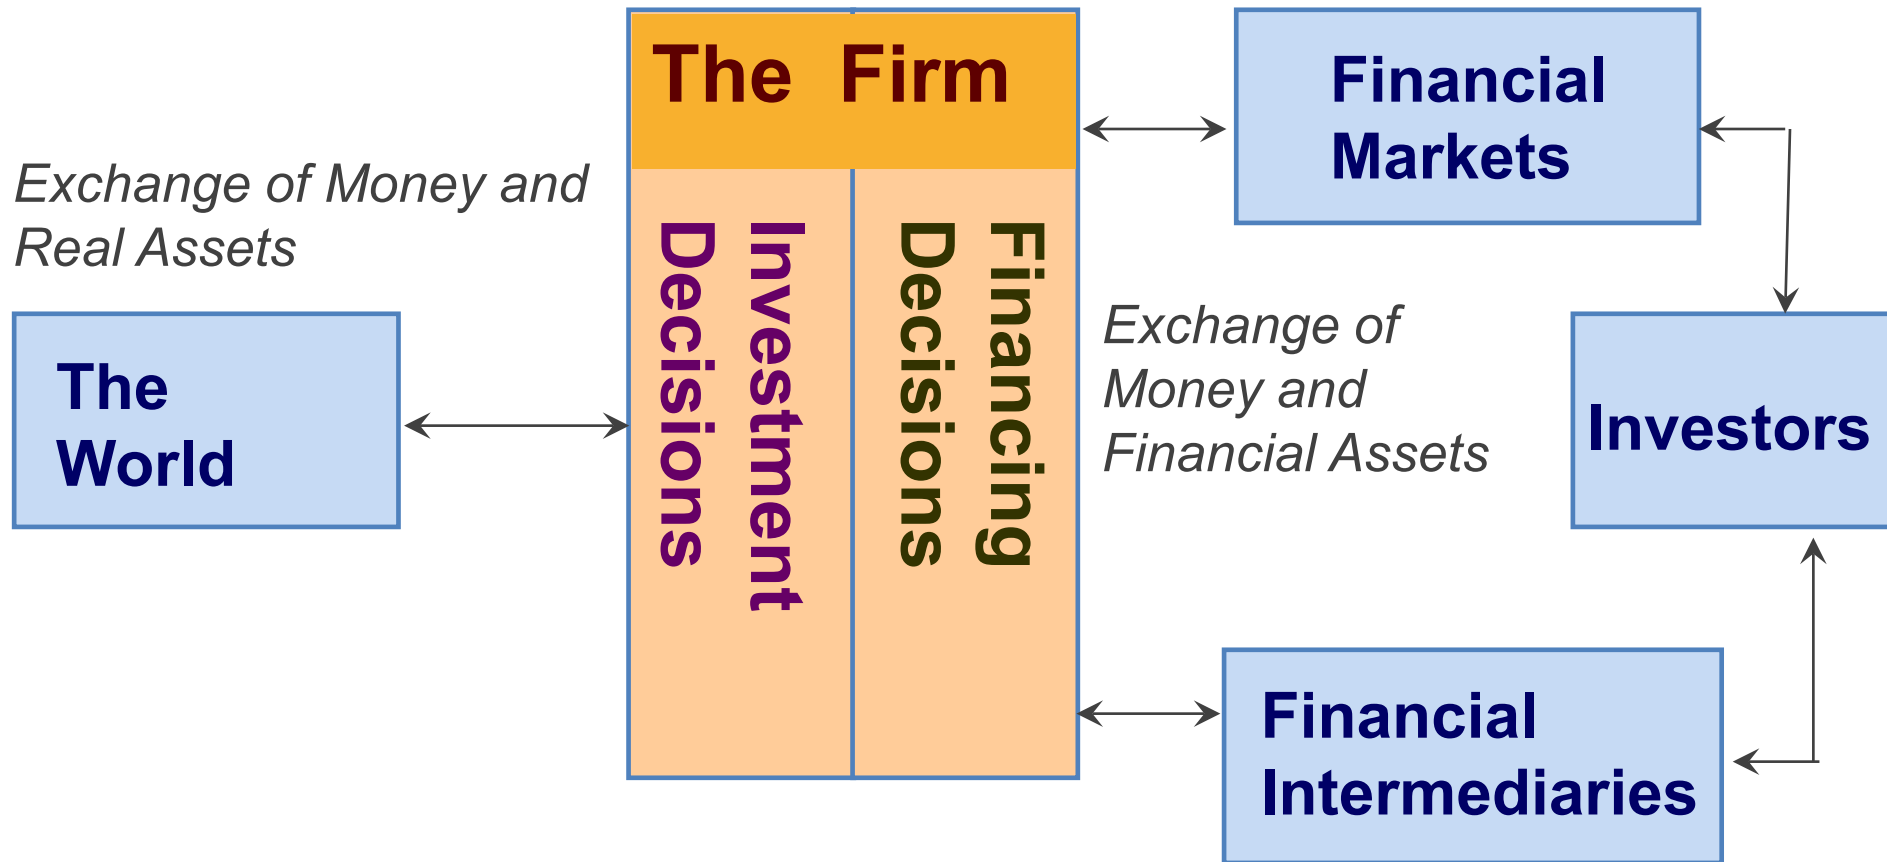 The Firm
Financial
Markets
Exchange of Money and
Real Assets
Investment
Decisions
Financing
Decisions
Exchange of
Money and
Financial Assets
The
World
Investors
Financial
Intermediaries